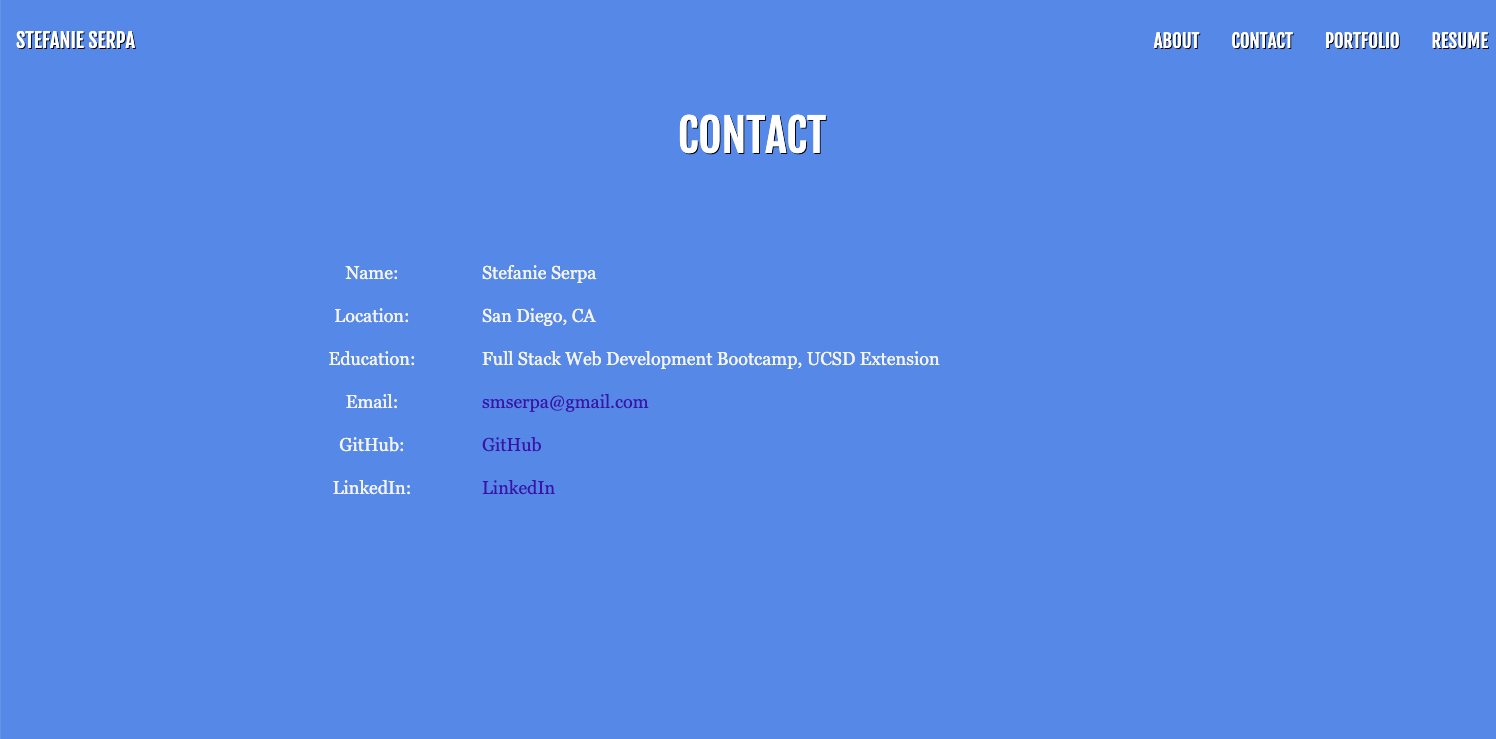 STEFANIE SERPA ABOUT CONTACT PORTFOLIO RESUME
CONTACT
Name: Stefanie Serpa
Location: San Diego, CA
Education: Full Stack Web Development Bootcamp, UCSD Extension
Email: smserpa@gmail.com
GitHub: GitHub
LinkedIn: LinkedIn